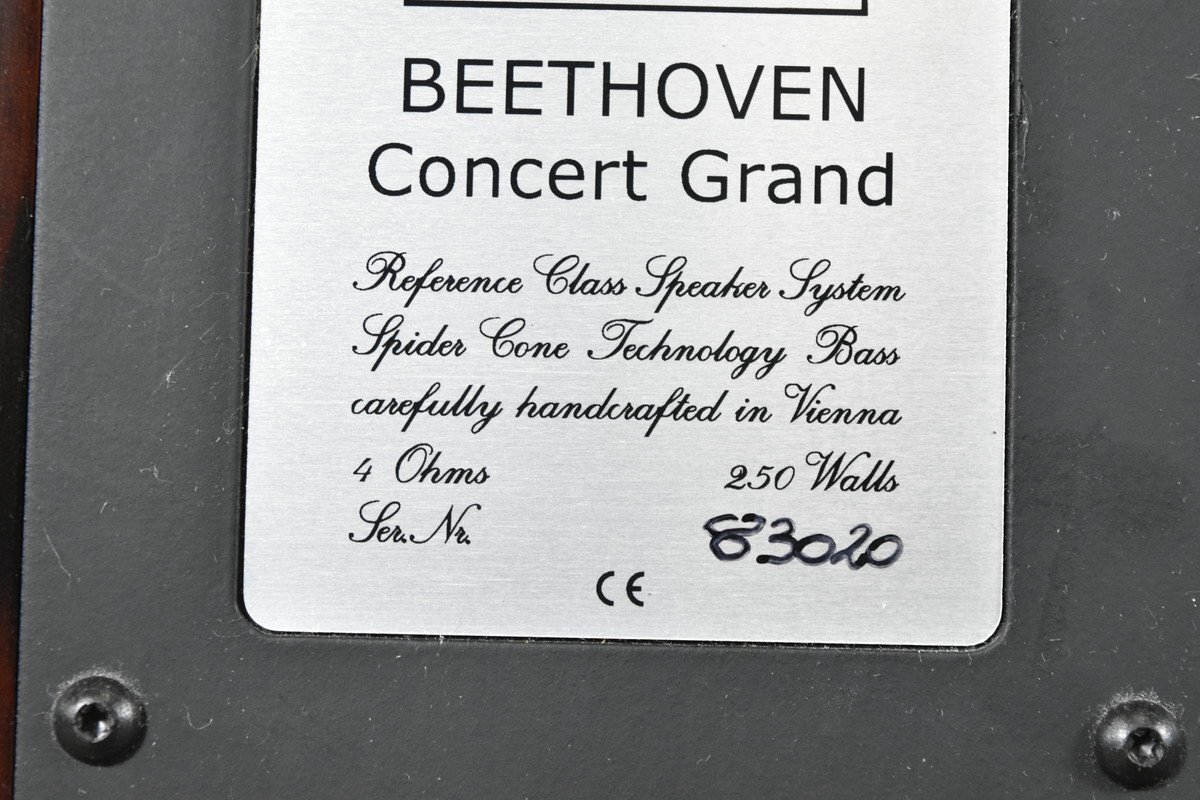 BEETHOVEN
Concert Grand
Reference Class Speaker System
Spider Cone Technology Bass
carefully handcrafted in Vienna
4 Ohms 250 Walls
Ser. Nr. 83020
CE